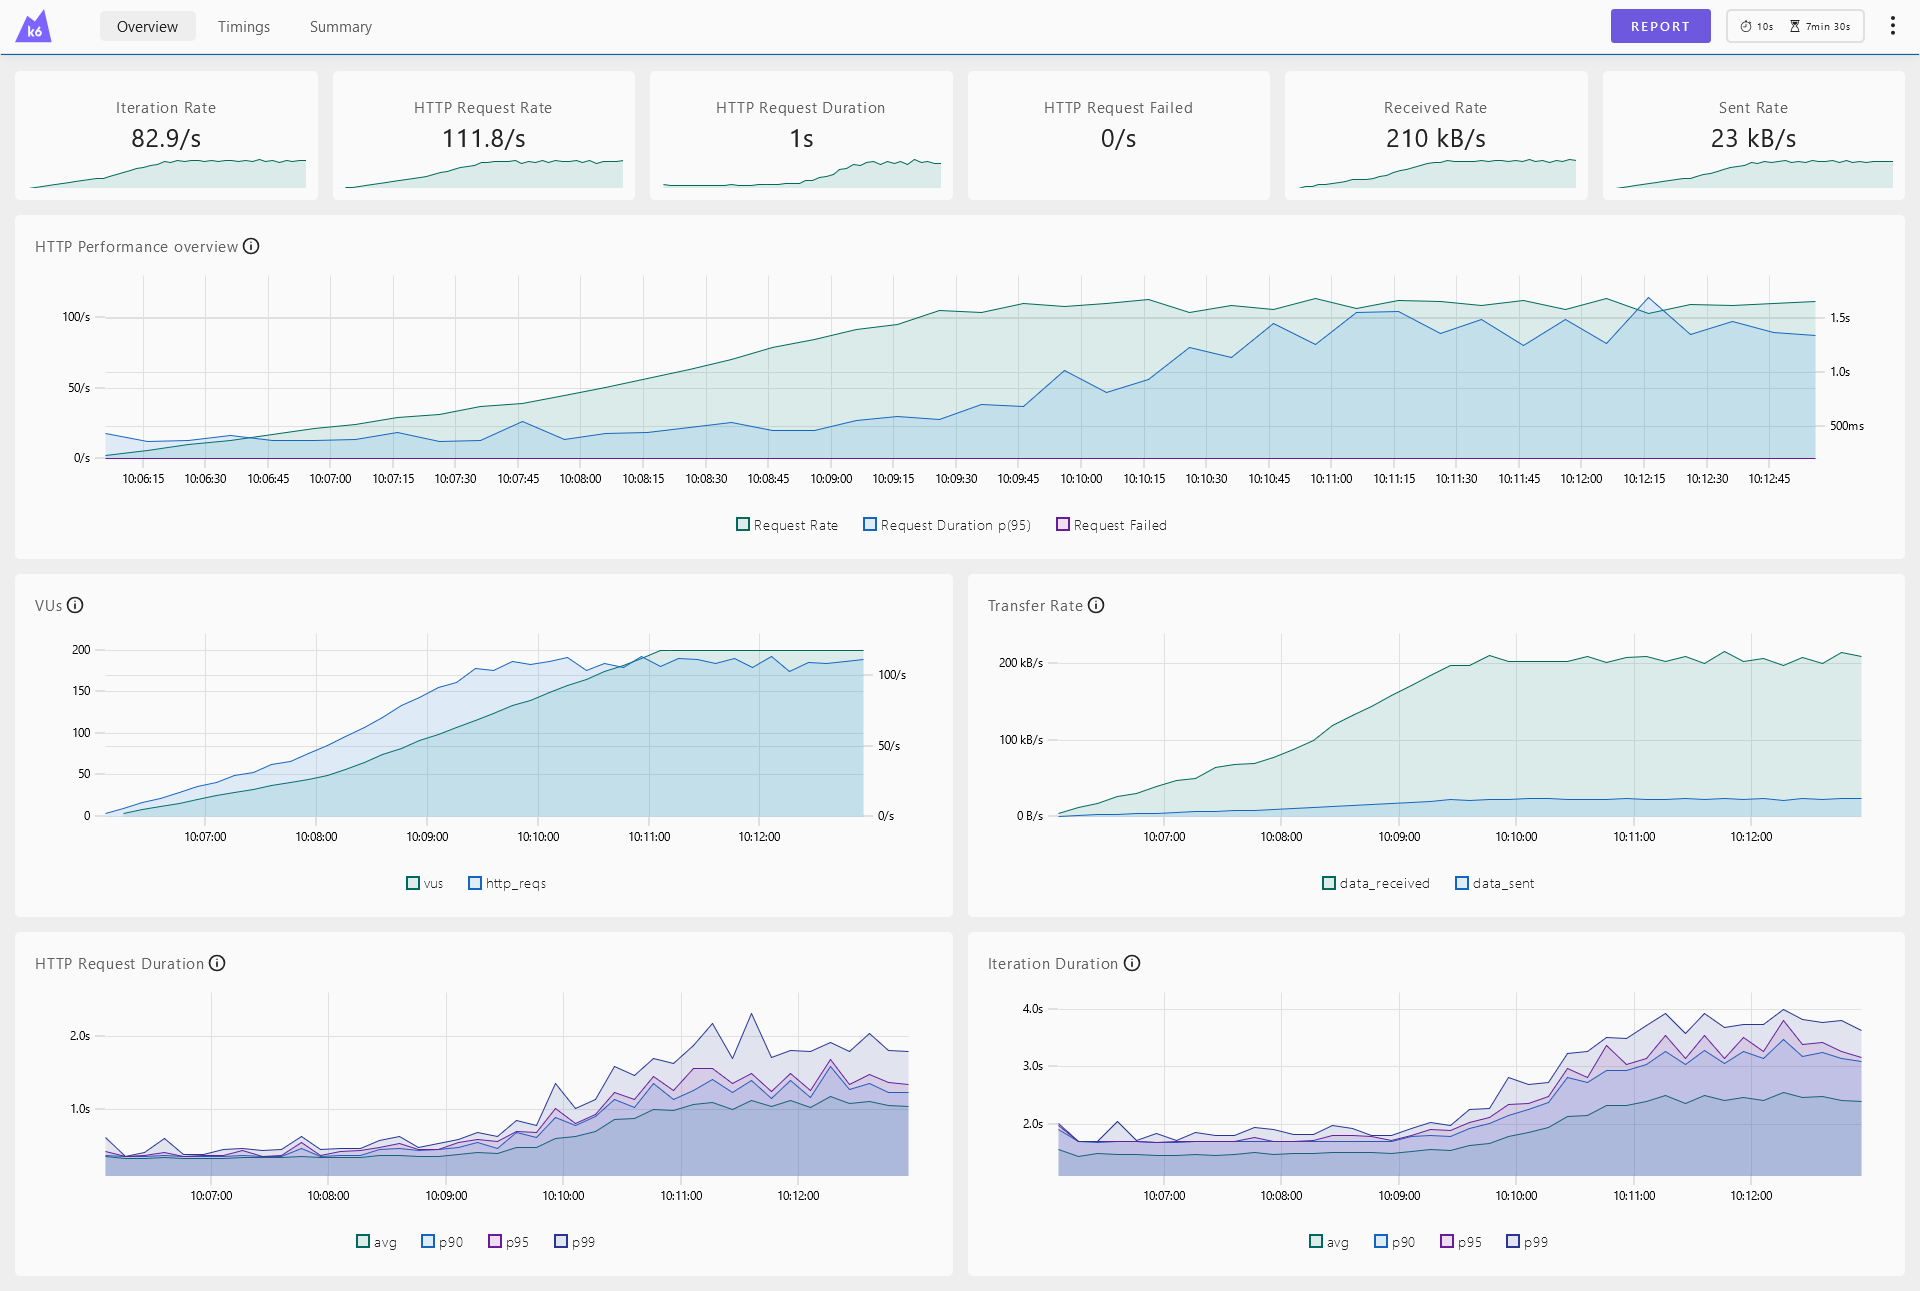 k6 Overview Timings Summary REPORT 10s 7min 30s
Iteration Rate
82.9/s
HTTP Request Rate
111.8/s
HTTP Request Duration
1s
HTTP Request Failed
0/s
Received Rate
210 kB/s
Sent Rate
23 kB/s
HTTP Performance overview
100/s
50/s
0/s
1.5s
1.0s
500ms
10:06:15 10:06:30 10:06:45 10:07:00 10:07:15 10:07:30 10:07:45 10:08:00 10:08:15 10:08:30 10:08:45 10:09:00 10:09:15 10:09:30 10:09:45 10:10:00 10:10:15 10:10:30 10:10:45 10:11:00 10:11:15 10:11:30 10:11:45 10:12:00 10:12:15 10:12:30 10:12:45
Request Rate Request Duration p(95) Request Failed
VUs
200
150
100
50
0
100/s
50/s
0/s
10:07:00 10:08:00 10:09:00 10:10:00 10:11:00 10:12:00
vus http_reqs
Transfer Rate
200 kB/s
100 kB/s
0 B/s
10:07:00 10:08:00 10:09:00 10:10:00 10:11:00 10:12:00
data_received data_sent
HTTP Request Duration
2.0s
1.0s
10:07:00 10:08:00 10:09:00 10:10:00 10:11:00 10:12:00
avg p90 p95 p99
Iteration Duration
4.0s
3.0s
2.0s
10:07:00 10:08:00 10:09:00 10:10:00 10:11:00 10:12:00
avg p90 p95 p99